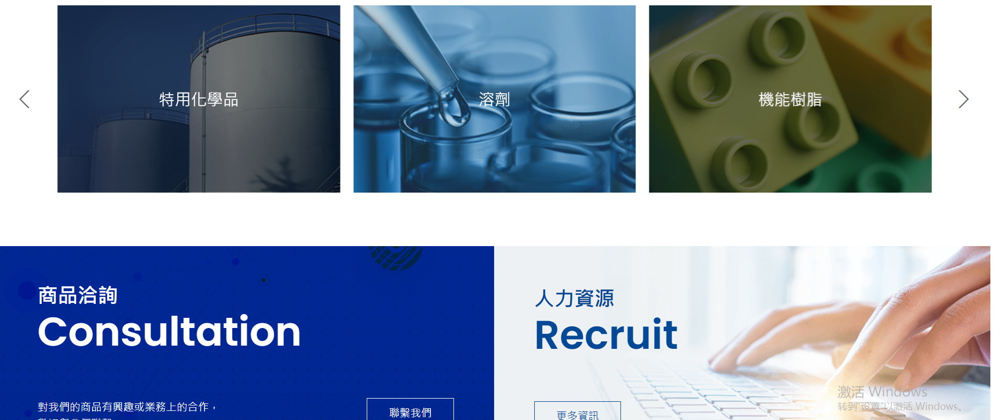 特用化學品
溶劑
機能樹脂
商品洽詢
Consultation
對我們的商品有興趣或業務上的合作，
聯繫我們
人力資源
Recruit
更多資訊
激活 Windows
转到"设置"以激活 Windows。